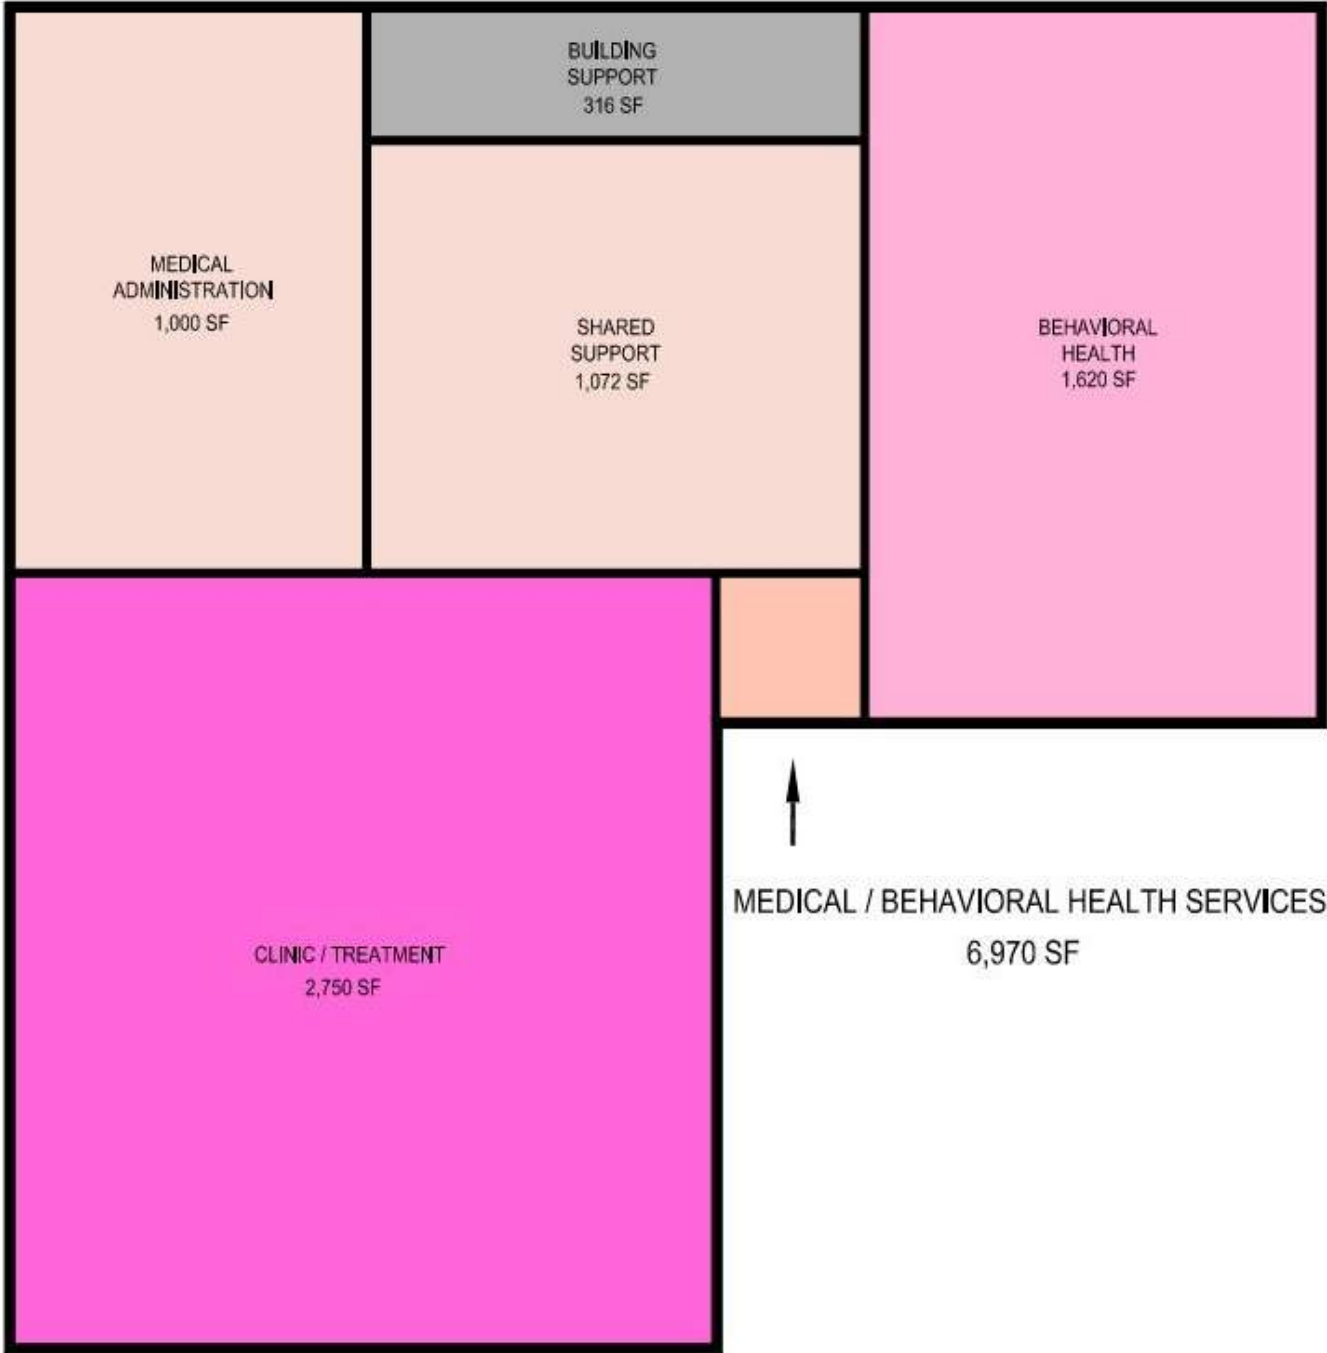 BUILDING
SUPPORT
316 SF
MEDICAL
ADMINISTRATION
1,000 SF
SHARED
SUPPORT
1,072 SF
BEHAVIORAL
HEALTH
1,620 SF
CLINIC / TREATMENT
2,750 SF
MEDICAL / BEHAVIORAL HEALTH SERVICES
6,970 SF